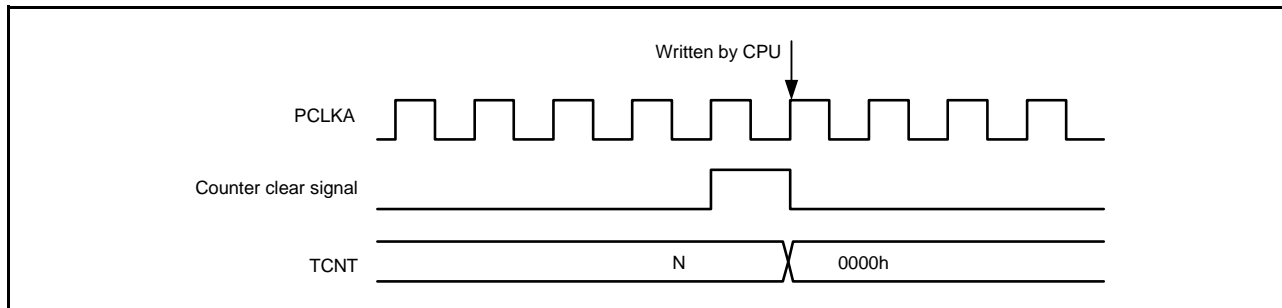 Written by CPU
PCLKA
Counter clear signal
TCNT
N
0000h